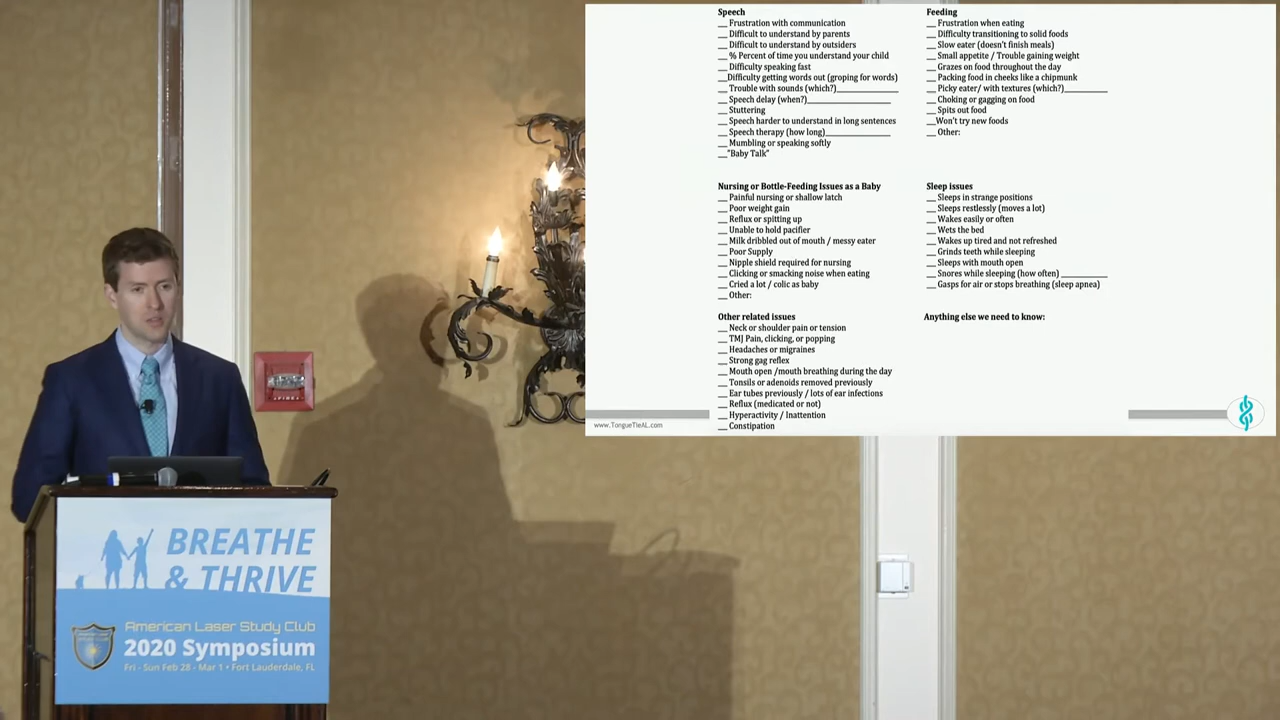 Speech
__ Frustration with communication
__ Difficult to understand by parents
__ Difficult to understand by outsiders
__ % Percent of time you understand your child
__ Difficulty speaking fast
__Difficulty getting words out (groping for words)
__ Trouble with sounds (which?)____________
__ Speech delay (when?)________________
__ Stuttering
__ Speech harder to understand in long sentences
__ Speech therapy (how long)_____________
__ Mumbling or speaking softly
__"Baby Talk"
Feeding
__ Frustration when eating
__ Difficulty transitioning to solid foods
__ Slow eater (doesn't finish meals)
__ Small appetite / Trouble gaining weight
__ Grazes on food throughout the day
__ Packing food in cheeks like a chipmunk
__ Picky eater/ with textures (which?)________
__ Choking or gagging on food
__ Spits out food
__Won't try new foods
__ Other:
Nursing or Bottle-Feeding Issues as a Baby
__ Painful nursing or shallow latch
__ Poor weight gain
__ Reflux or spitting up
__ Unable to hold pacifier
__ Milk dribbled out of mouth / messy eater
__ Poor Supply
__ Nipple shield required for nursing
__ Clicking or smacking noise when eating
__ Cried a lot / colic as baby
__ Other:
Sleep issues
__ Sleeps in strange positions
__ Sleeps restlessly (moves a lot)
__ Wakes easily or often
__ Wets the bed
__ Wakes up tired and not refreshed
__ Grinds teeth while sleeping
__ Sleeps with mouth open
__ Snores while sleeping (how often) _________
__ Gasps for air or stops breathing (sleep apnea)
Other related issues
__ Neck or shoulder pain or tension
__ TMJ Pain, clicking, or popping
__ Headaches or migraines
__ Strong gag reflex
__ Mouth open /mouth breathing during the day
__ Tonsils or adenoids removed previously
__ Ear tubes previously / lots of ear infections
__ Reflux (medicated or not)
__ Hyperactivity / Inattention
__ Constipation
Anything else we need to know:
www.TongueTieAL.com
FIRE
BREATHE
& THRIVE
American Laser Study Club
2020 Symposium
Fri - Sun Feb 28 - Mar 1 • Fort Lauderdale, FL